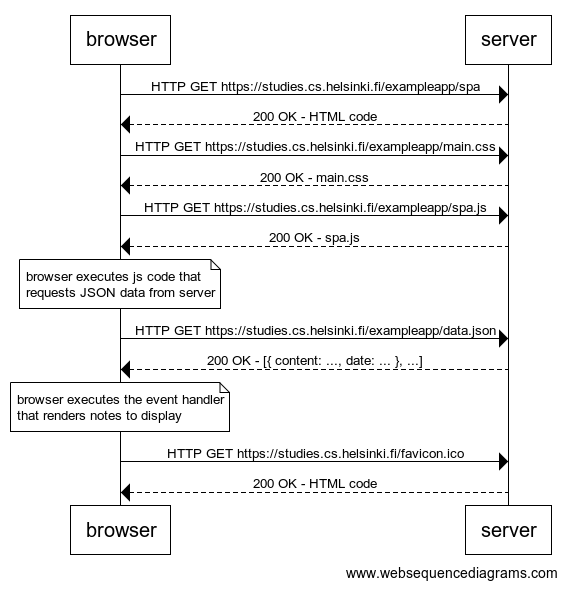 browser
server
HTTP GET https://studies.cs.helsinki.fi/exampleapp/spa
200 OK - HTML code
HTTP GET https://studies.cs.helsinki.fi/exampleapp/main.css
200 OK - main.css
HTTP GET https://studies.cs.helsinki.fi/exampleapp/spa.js
200 OK - spa.js
browser executes js code that
requests JSON data from server
HTTP GET https://studies.cs.helsinki.fi/exampleapp/data.json
200 OK - [{ content: ..., date: ... }, ...]
browser executes the event handler
that renders notes to display
HTTP GET https://studies.cs.helsinki.fi/favicon.ico
200 OK - HTML code
browser
server
www.websequencediagrams.com